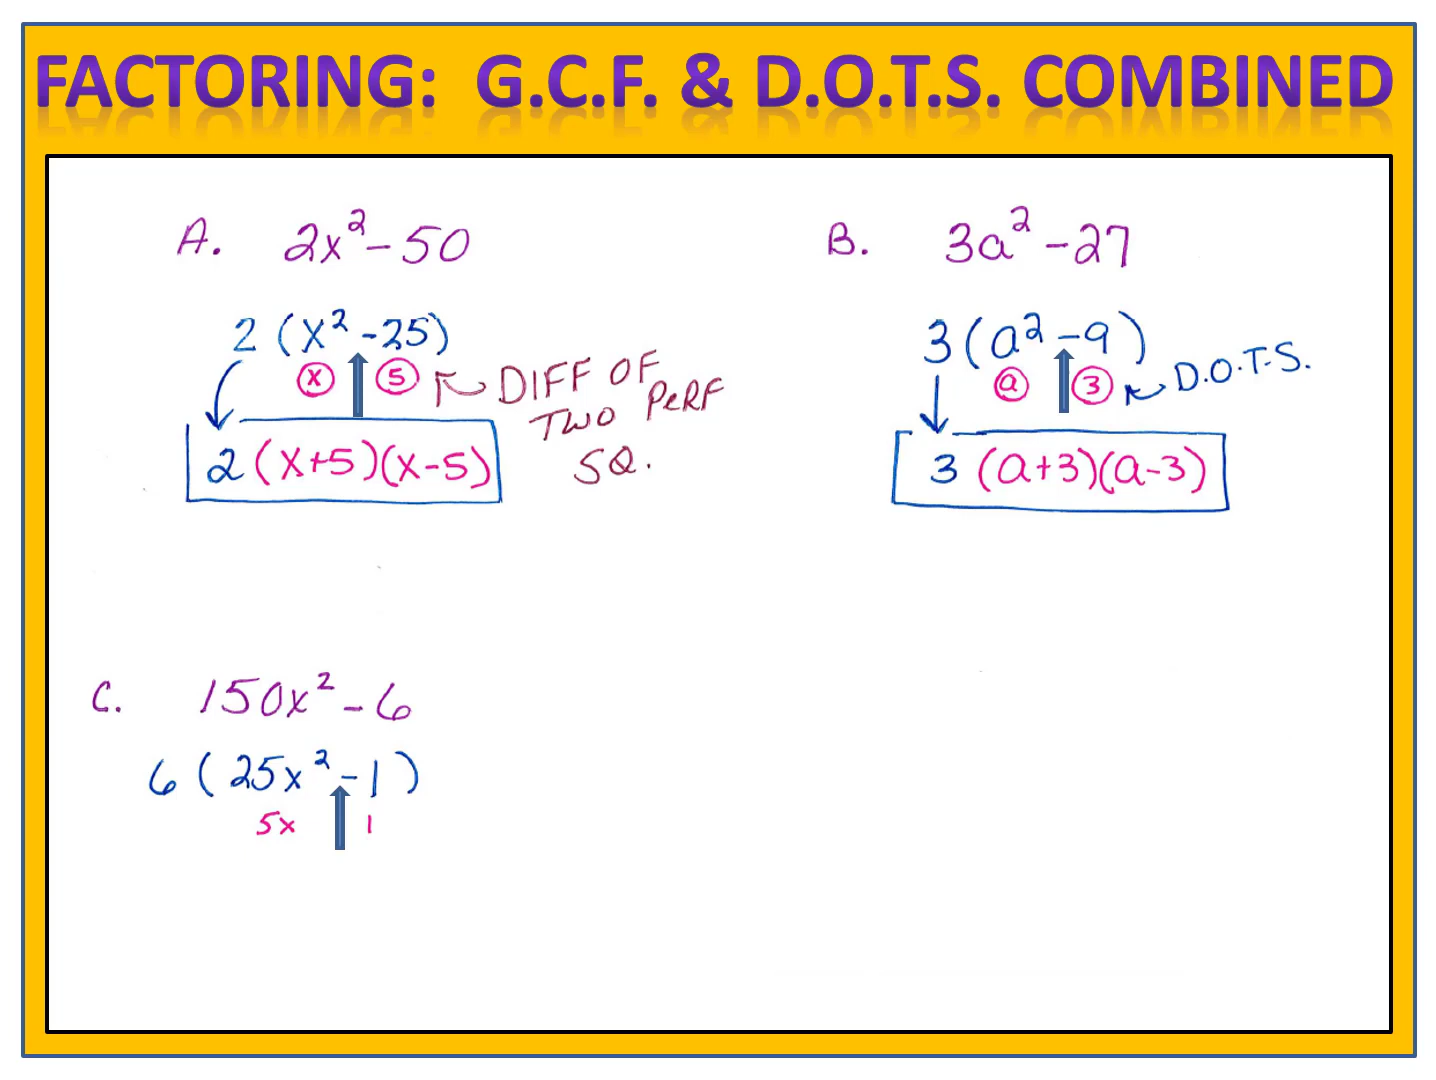 FACTORING: G.C.F. & D.O.T.S. COMBINED
A. 2x² - 50
2 (x² - 25)
x 5
DIFF OF
TWO PERF
SQ.
2 (x+5)(x-5)
B. 3a² - 27
3 (a² - 9)
a 3
D.O.T.S.
3 (a+3)(a-3)
C. 150x² - 6
6 (25x² - 1)
5x 1